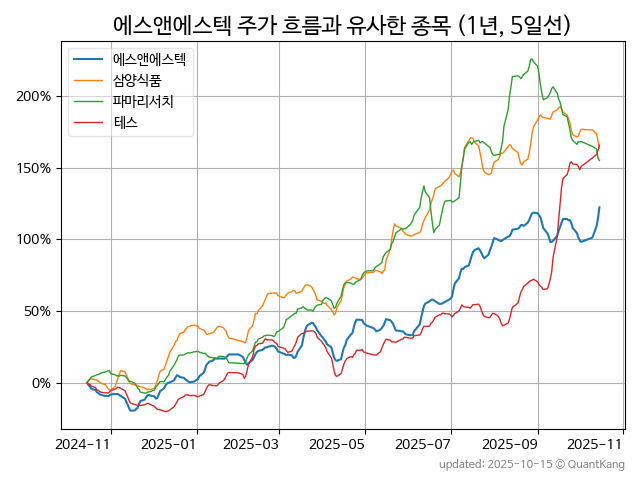 에스앤에스텍 주가 흐름과 유사한 종목 (1년, 5일선)
에스앤에스텍
삼양식품
파마리서치
테스
200%
150%
100%
50%
0%
2024-11 2025-01 2025-03 2025-05 2025-07 2025-09 2025-11
updated: 2025-10-15 © QuantKang